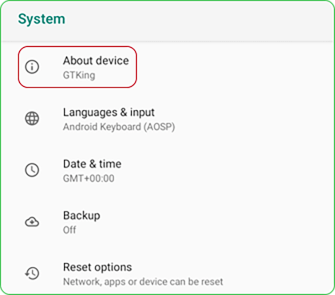 System
About device
GTKing
Languages & input
Android Keyboard (AOSP)
Date & time
GMT+00:00
Backup
Off
Reset options
Network, apps or device can be reset